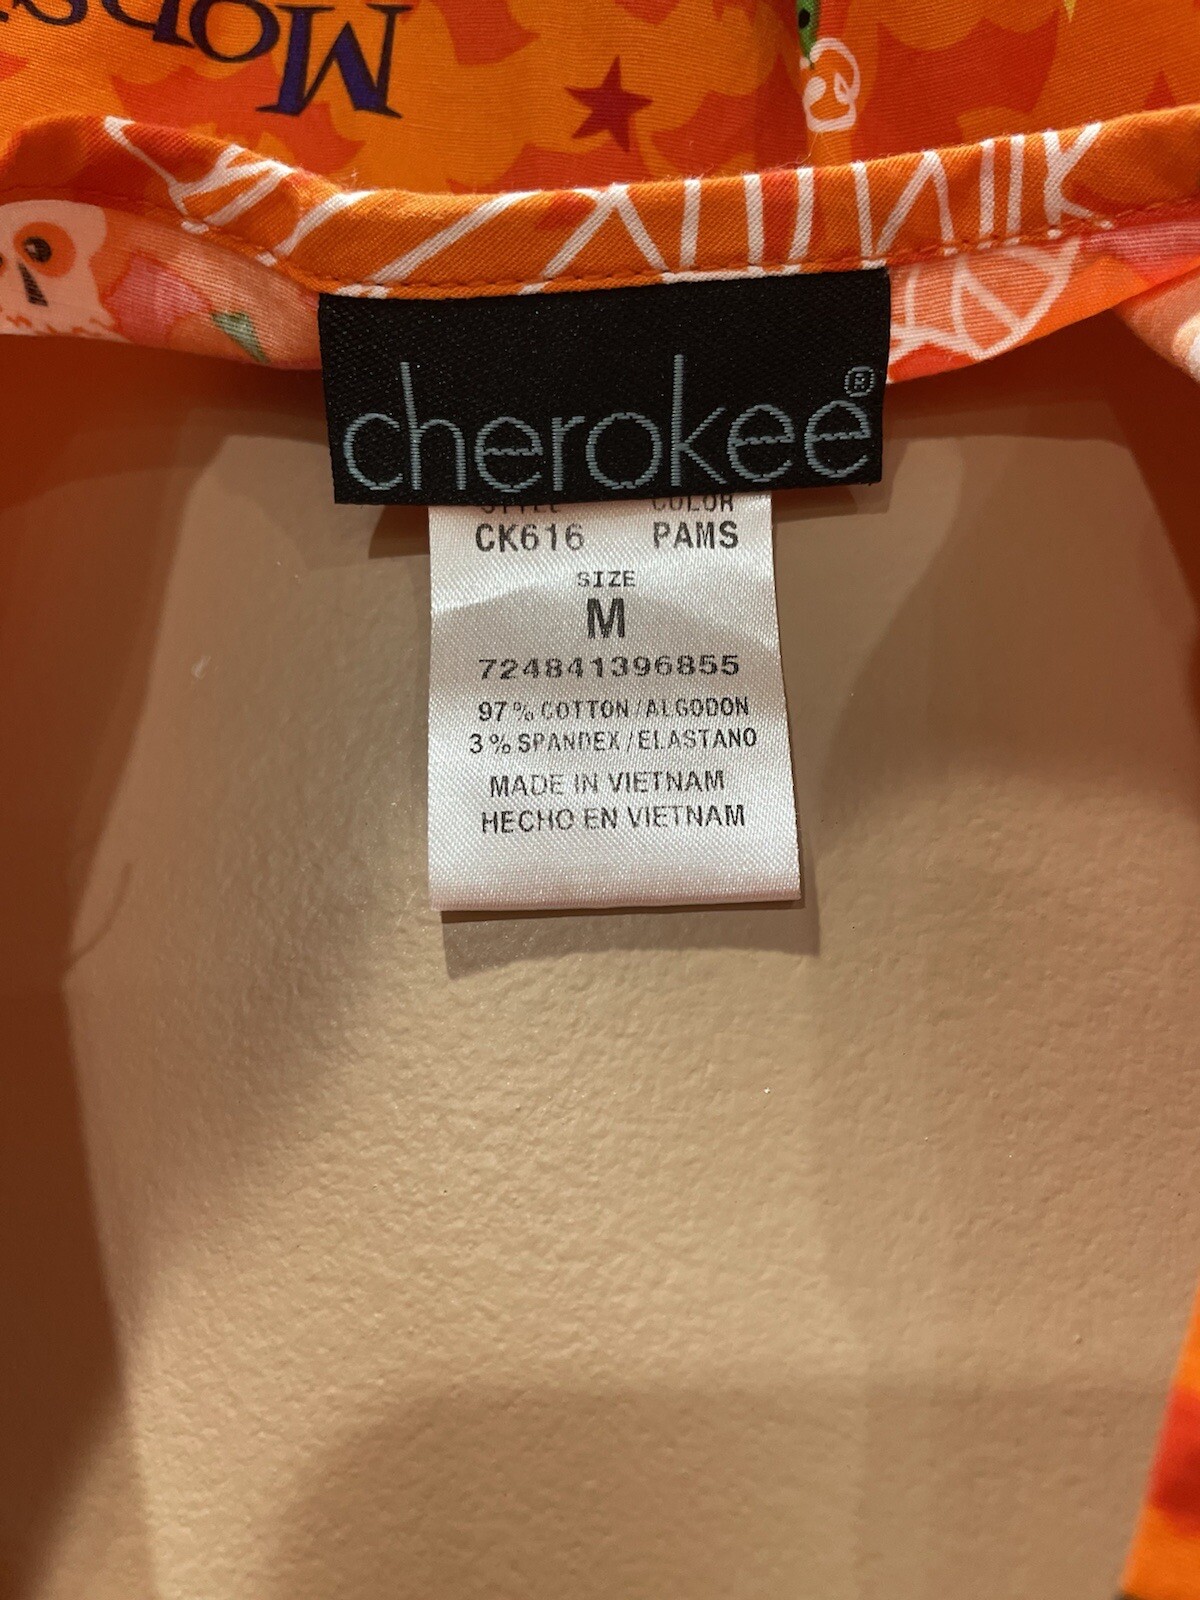 cherokee®
STYLE COLOR
CK616 PAMS
SIZE
M
724841396855
97% COTTON/ALGODON
3% SPANDEX/ELASTANO
MADE IN VIETNAM
HECHO EN VIETNAM